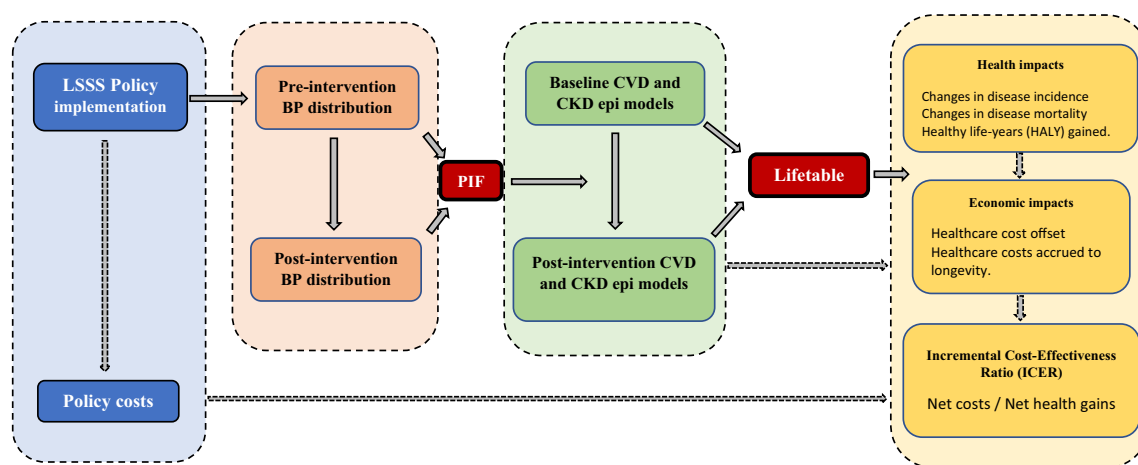 LSSS Policy
implementation
Policy costs
Pre-intervention
BP distribution
Post-intervention
BP distribution
PIF
Baseline CVD and
CKD epi models
Post-intervention CVD
and CKD epi models
Lifetable
Health impacts
Changes in disease incidence
Changes in disease mortality
Healthy life-years (HALY) gained.
Economic impacts
Healthcare cost offset
Healthcare costs accrued to
longevity.
Incremental Cost-Effectiveness
Ratio (ICER)
Net costs / Net health gains